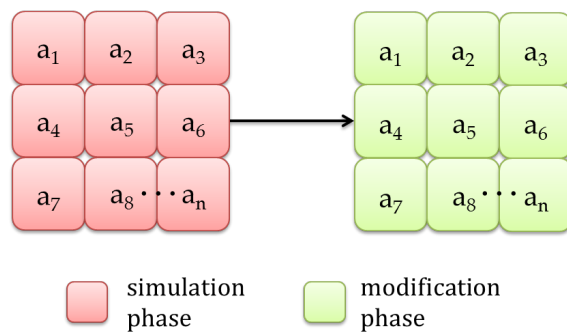 a₁ a₂ a₃ a₁ a₂ a₃
a₄ a₅ a₆ a₄ a₅ a₆
a₇ a₈ ··· aₙ a₇ a₈ ··· aₙ
simulation
phase
modification
phase